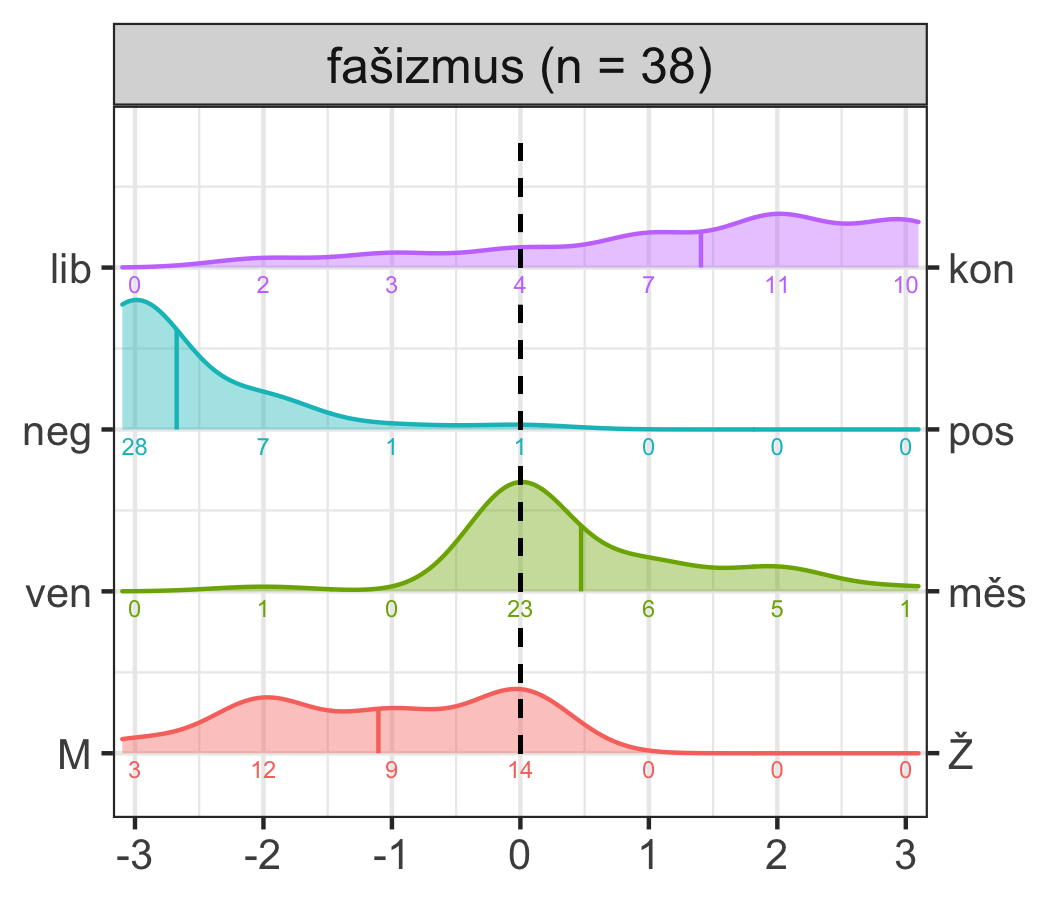 fašizmus (n = 38)
lib kon
0 2 3 4 7 11 10
neg pos
28 7 1 1 0 0 0
ven měs
0 1 0 23 6 5 1
M Ž
3 12 9 14 0 0 0
-3 -2 -1 0 1 2 3